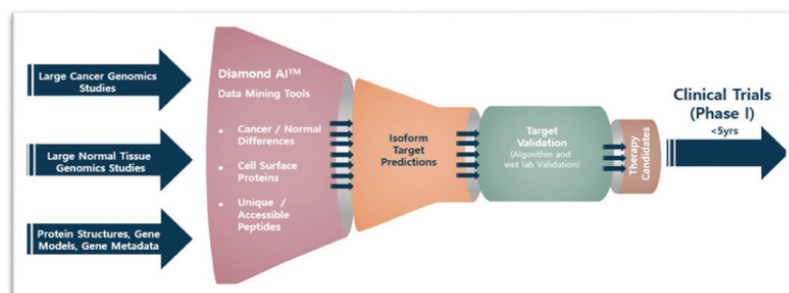 Large Cancer Genomics
Studies
Large Normal Tissue
Genomics Studies
Protein Structures, Gene
Models, Gene Metadata
Diamond AI™
Data Mining Tools
• Cancer / Normal
Differences
• Cell Surface
Proteins
• Unique /
Accessible
Peptides
Isoform
Target
Predictions
Target
Validation
(Algorithm and
wet lab Validation)
Therapy
Candidates
Clinical Trials
(Phase I)
<5yrs